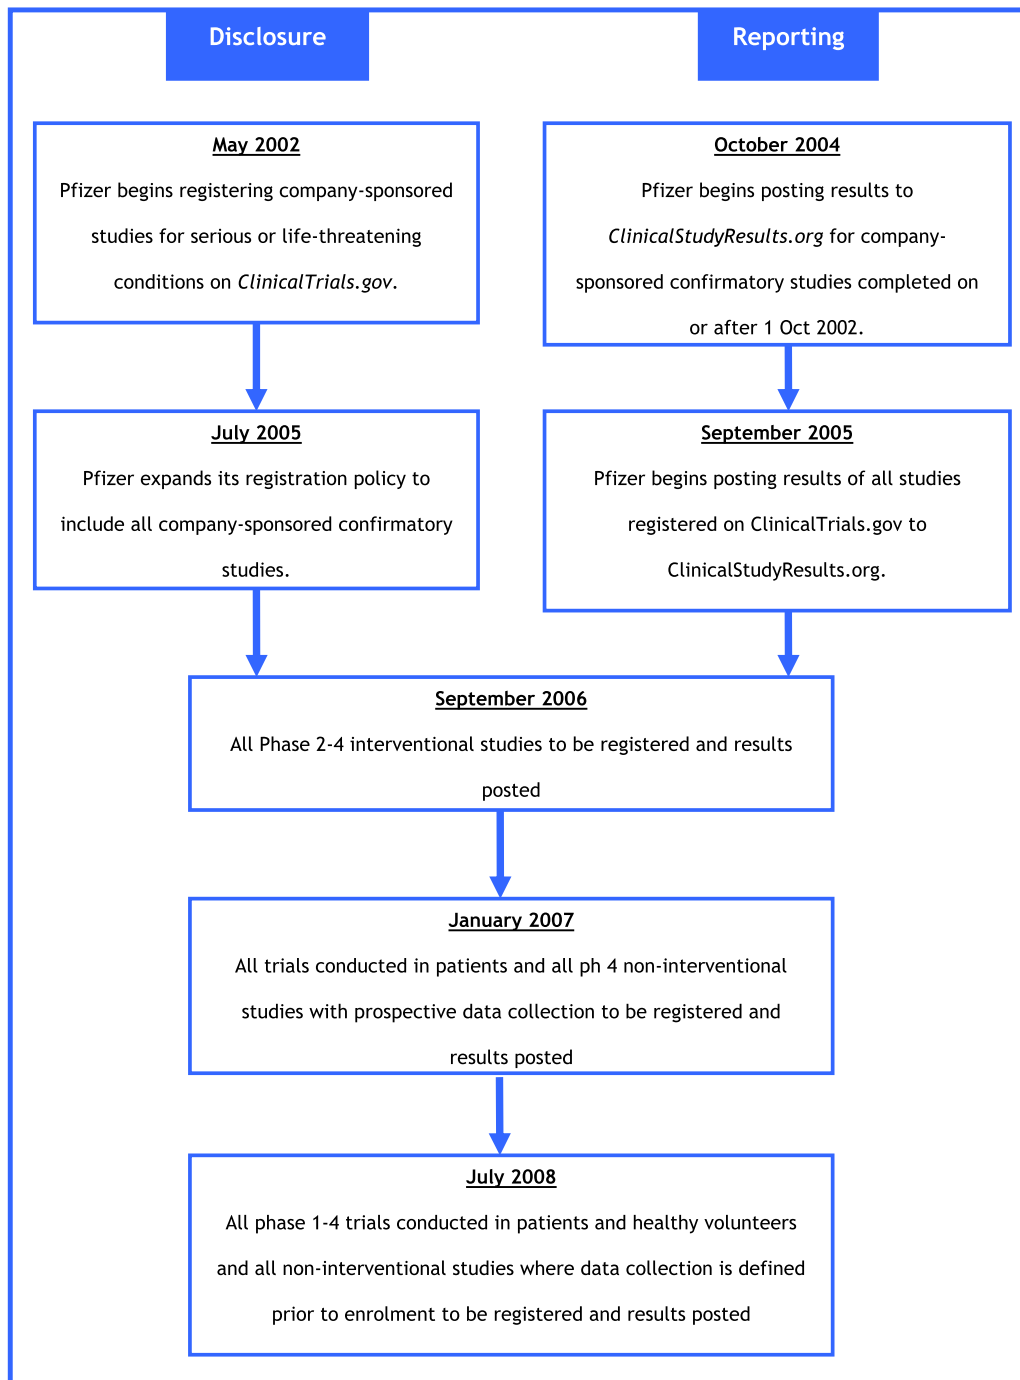 Disclosure
Reporting
May 2002
Pfizer begins registering company-sponsored
studies for serious or life-threatening
conditions on ClinicalTrials.gov.
October 2004
Pfizer begins posting results to
ClinicalStudyResults.org for company-
sponsored confirmatory studies completed on
or after 1 Oct 2002.
July 2005
Pfizer expands its registration policy to
include all company-sponsored confirmatory
studies.
September 2005
Pfizer begins posting results of all studies
registered on ClinicalTrials.gov to
ClinicalStudyResults.org.
September 2006
All Phase 2-4 interventional studies to be registered and results
posted
January 2007
All trials conducted in patients and all ph 4 non-interventional
studies with prospective data collection to be registered and
results posted
July 2008
All phase 1-4 trials conducted in patients and healthy volunteers
and all non-interventional studies where data collection is defined
prior to enrolment to be registered and results posted